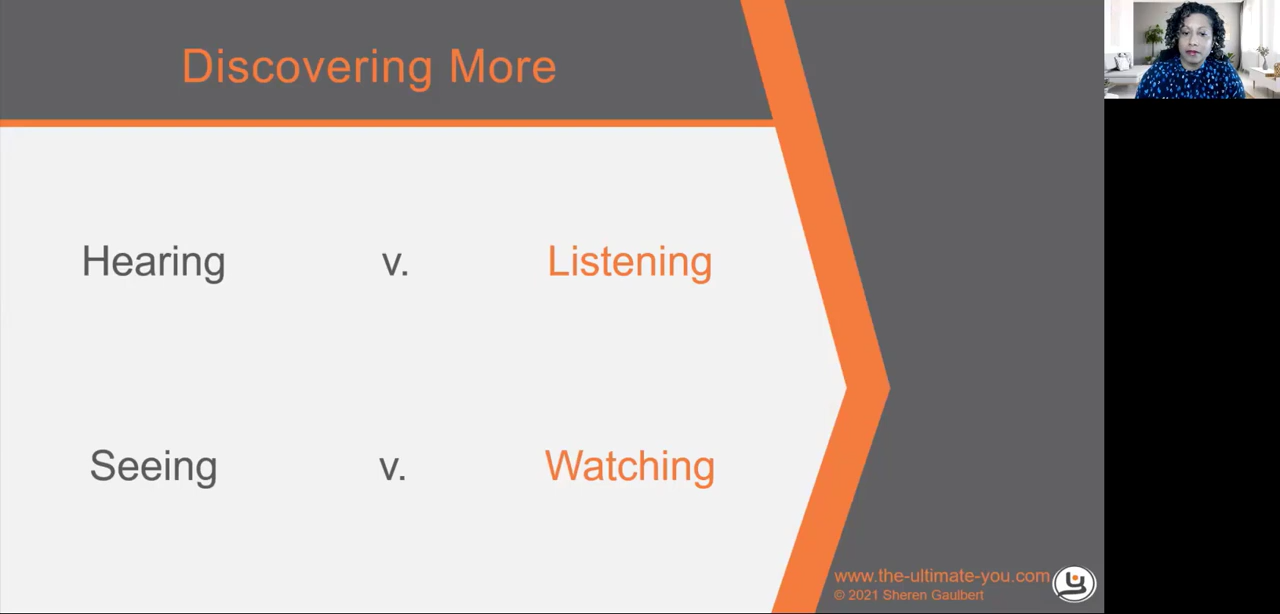 Discovering More
Hearing v. Listening
Seeing v. Watching
www.the-ultimate-you.com
© 2021 Sheren Gaulbert